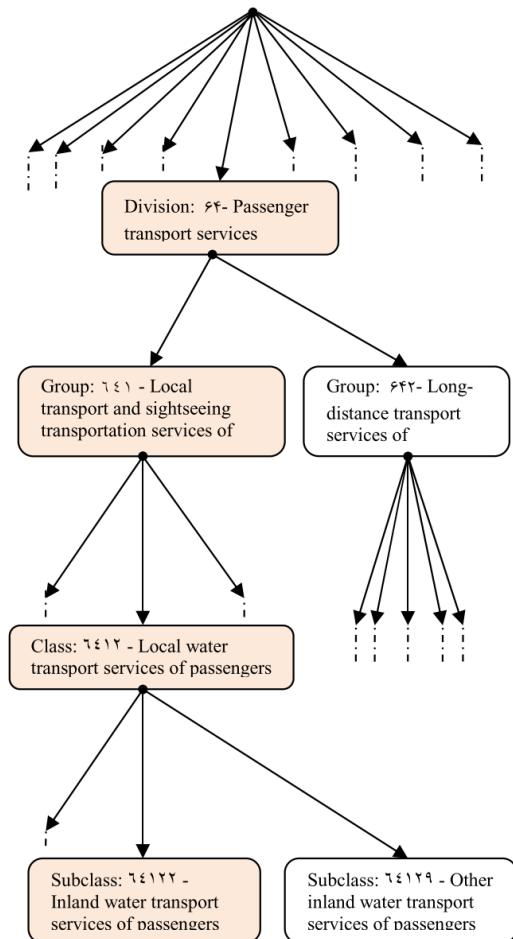 Division: ۶۴- Passenger
transport services
Group: ٦٤١ - Local
transport and sightseeing
transportation services of
Group: ۶۴۲- Long-
distance transport
services of
Class: ٦٤١٢ - Local water
transport services of passengers
Subclass: ٦٤١٢٢ -
Inland water transport
services of passengers
Subclass: ٦٤١٢٩ - Other
inland water transport
services of passengers